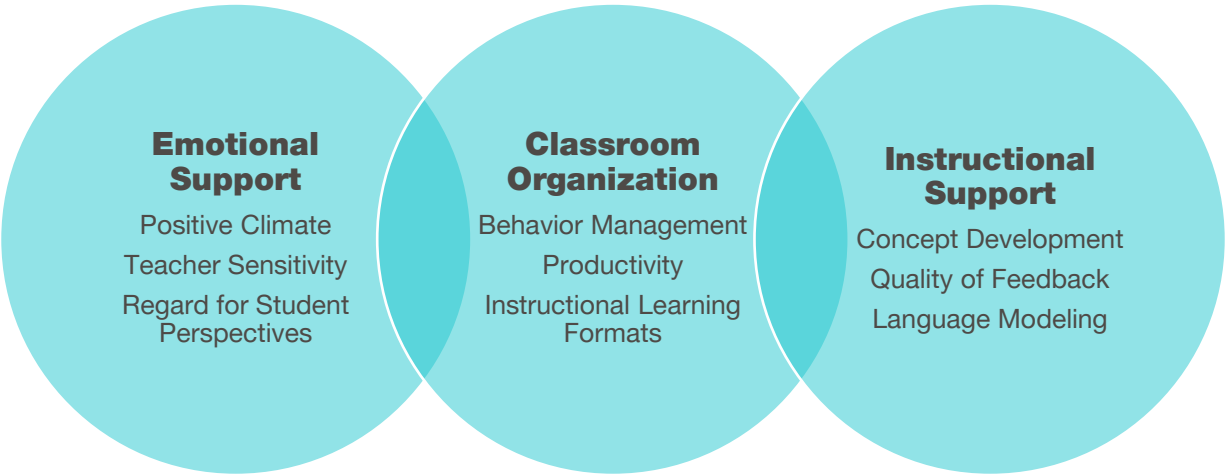 Emotional
Support
Positive Climate
Teacher Sensitivity
Regard for Student
Perspectives
Classroom
Organization
Behavior Management
Productivity
Instructional Learning
Formats
Instructional
Support
Concept Development
Quality of Feedback
Language Modeling